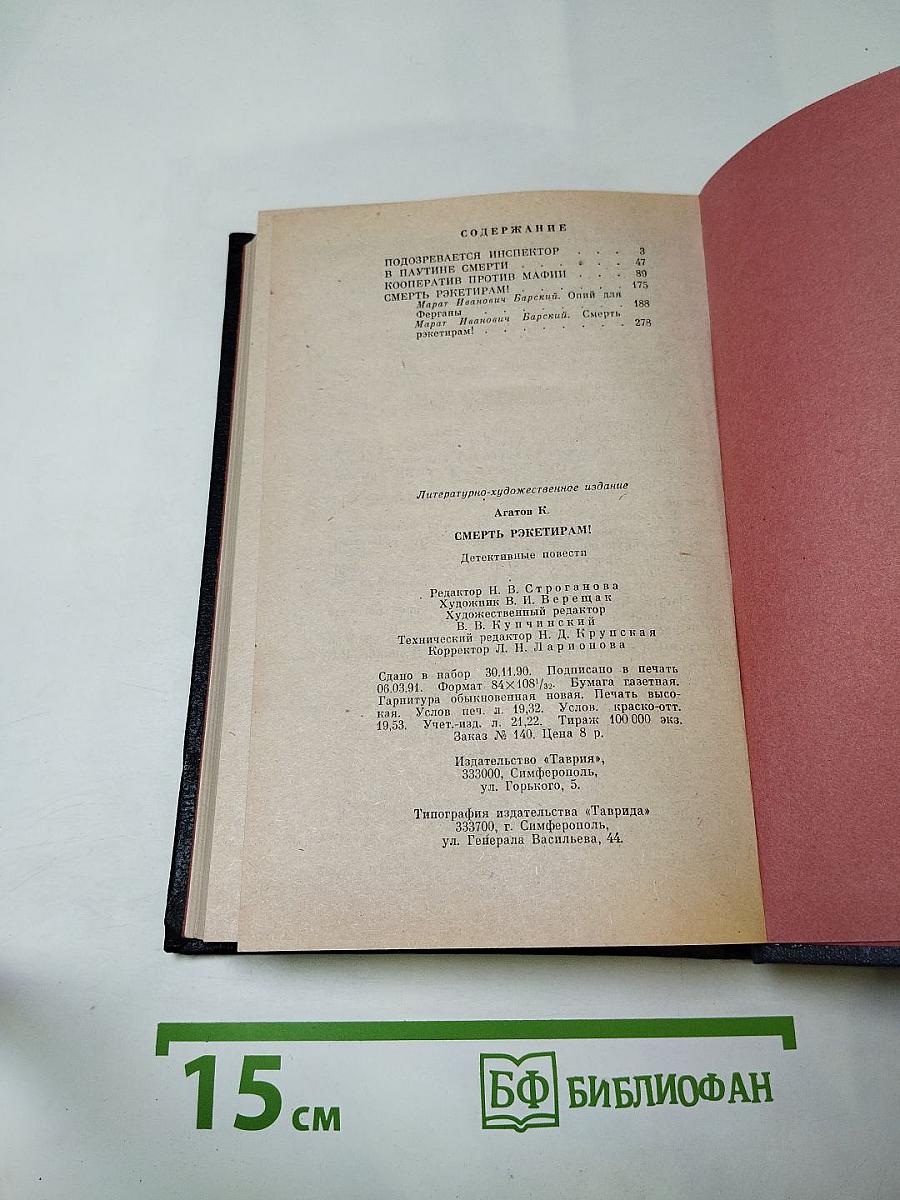 СОДЕРЖАНИЕ
ПОДОЗРЕВАЕТСЯ ИНСПЕКТОР . . . 3
В ПАУТИНЕ СМЕРТИ . . . . . 47
КООПЕРАТИВ ПРОТИВ МАФИИ . . . 89
СМЕРТЬ РЭКЕТИРАМ! . . . . . . 175
Марат Иванович Барский. Опий для
Ферганы . . . . . . . . 188
Марат Иванович Барский. Смерть
рэкетирам! . . . . . . . . 278
Литературно-художественное издание
Агатов К.
СМЕРТЬ РЭКЕТИРАМ!
Детективные повести
Редактор Н. В. Строганова
Художник В. И. Верещак
Художественный редактор
В. В. Купчинский
Технический редактор Н. Д. Крупская
Корректор Л. Н. Ларионова
Сдано в набор 30.11.90. Подписано в печать
06.03.91. Формат 84×108¹/₃₂. Бумага газетная.
Гарнитура обыкновенная новая. Печать высо-
кая. Услов печ. л. 19,32. Услов. краско-отт.
19,53. Учет.-изд. л. 21,22. Тираж 100 000 экз.
Заказ № 140. Цена 8 р.
Издательство «Таврия»,
333000, Симферополь,
ул. Горького, 5.
Типография издательства «Таврида»
333700, г. Симферополь,
ул. Генерала Васильева, 44.
15 см
БФ БИБЛИОФАН